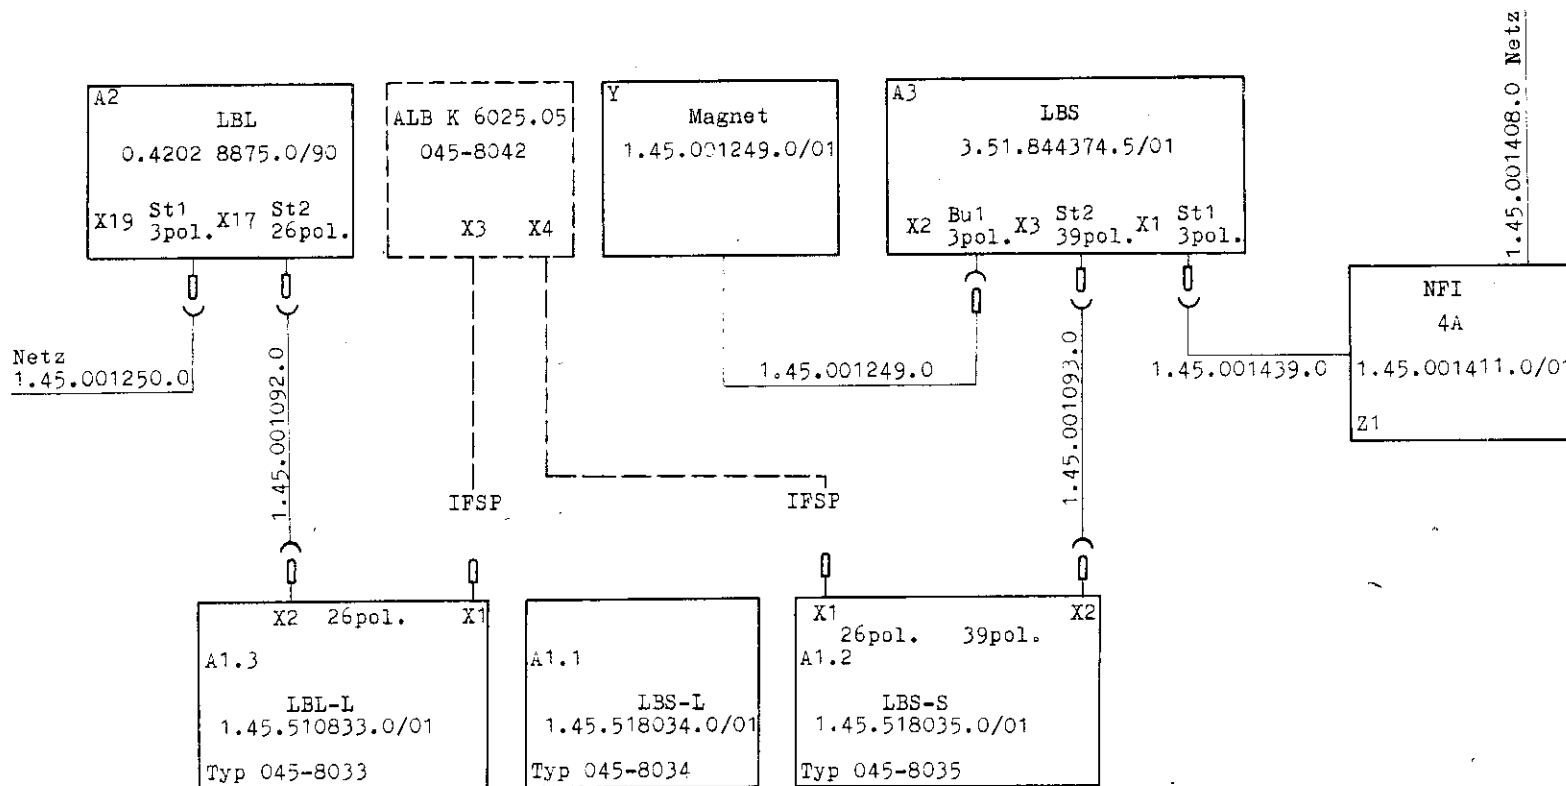 1.45.001408.0 Netz
A2
LBL
0.4202 8875.0/90
X19 St1 3pol. X17 St2 26pol.
ALB K 6025.05
045-8042
X3 X4
Y
Magnet
1.45.001249.0/01
A3
LBS
3.51.844374.5/01
X2 Bu1 3pol. X3 St2 39pol. X1 St1 3pol.
NFI
4A
1.45.001411.0/01
Z1
Netz
1.45.001250.0
1.45.001092.0
1.45.001249.0
1.45.001093.0
1.45.001439.0
IFSP
IFSP
X2 26pol. X1
A1.3
LBL-L
1.45.510833.0/01
Typ 045-8033
A1.1
LBS-L
1.45.518034.0/01
Typ 045-8034
X1 X2
26pol. 39pol.
A1.2
LBS-S
1.45.518035.0/01
Typ 045-8035